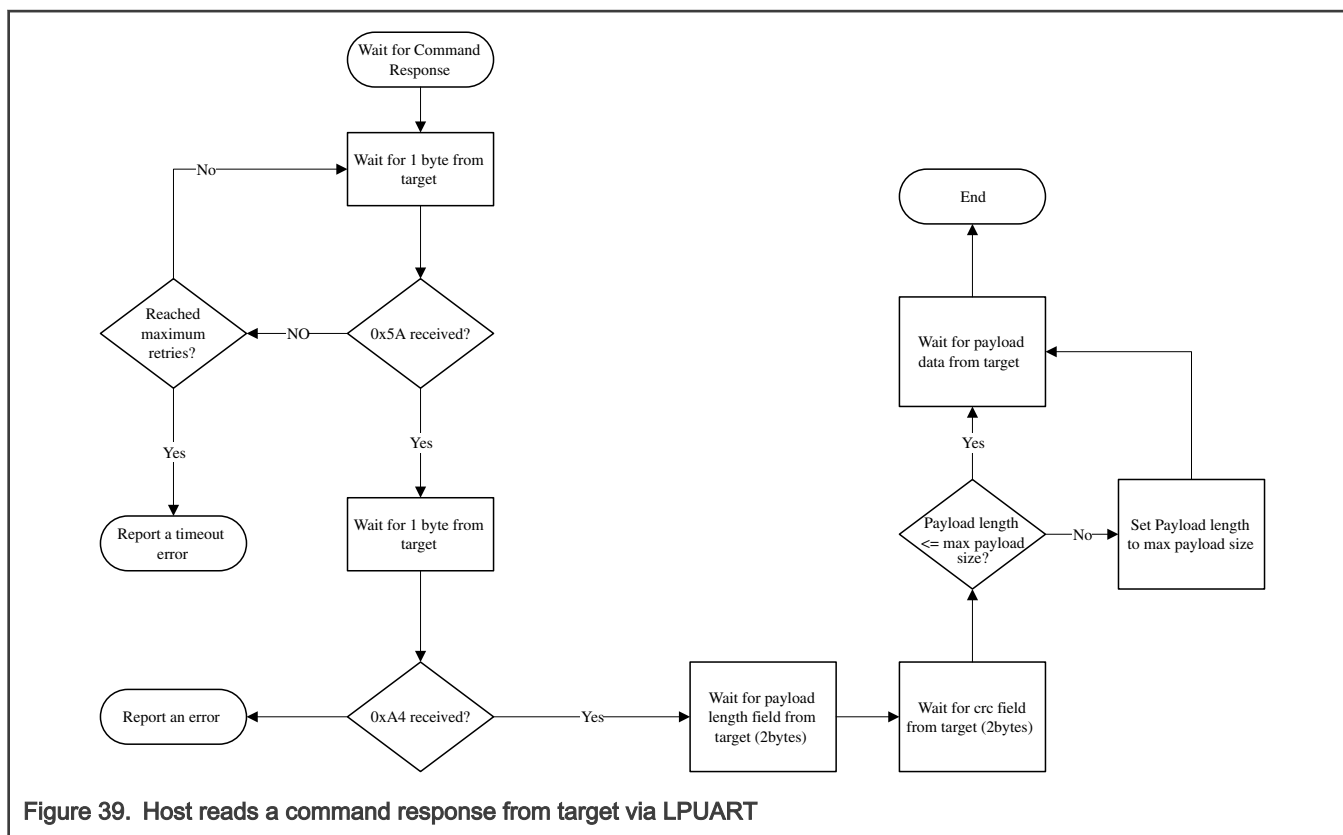 Wait for Command
Response
Wait for 1 byte from
target
No
Reached
maximum
retries?
NO
0x5A received?
Yes
Report a timeout
error
Yes
Wait for 1 byte from
target
Report an error
0xA4 received?
Yes
Wait for payload
length field from
target (2bytes)
Wait for crc field
from target (2bytes)
Payload length
<= max payload
size?
No
Set Payload length
to max payload size
Yes
Wait for payload
data from target
End
Figure 39. Host reads a command response from target via LPUART